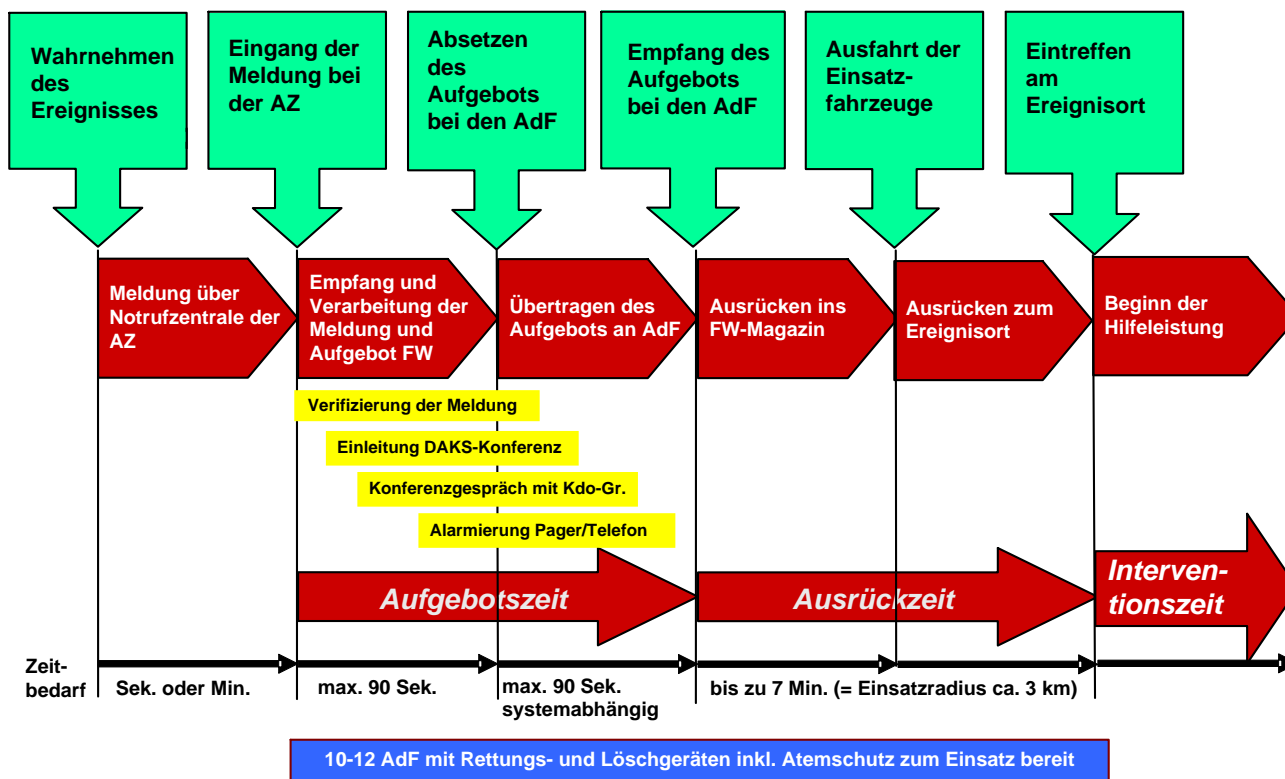 Wahrnehmen
des
Ereignisses
Eingang der
Meldung bei
der AZ
Absetzen
des
Aufgebots
bei den AdF
Empfang des
Aufgebots
bei den AdF
Ausfahrt der
Einsatz-
fahrzeuge
Eintreffen
am
Ereignisort
Meldung über
Notrufzentrale der
AZ
Empfang und
Verarbeitung der
Meldung und
Aufgebot FW
Übertragen des
Aufgebots an AdF
Ausrücken ins
FW-Magazin
Ausrücken zum
Ereignisort
Beginn der
Hilfeleistung
Verifizierung der Meldung
Einleitung DAKS-Konferenz
Konferenzgespräch mit Kdo-Gr.
Alarmierung Pager/Telefon
Aufgebotszeit
Ausrückzeit
Interven-
tionszeit
Zeit-
bedarf
Sek. oder Min.
max. 90 Sek.
max. 90 Sek.
systemabhängig
bis zu 7 Min. (= Einsatzradius ca. 3 km)
10-12 AdF mit Rettungs- und Löschgeräten inkl. Atemschutz zum Einsatz bereit